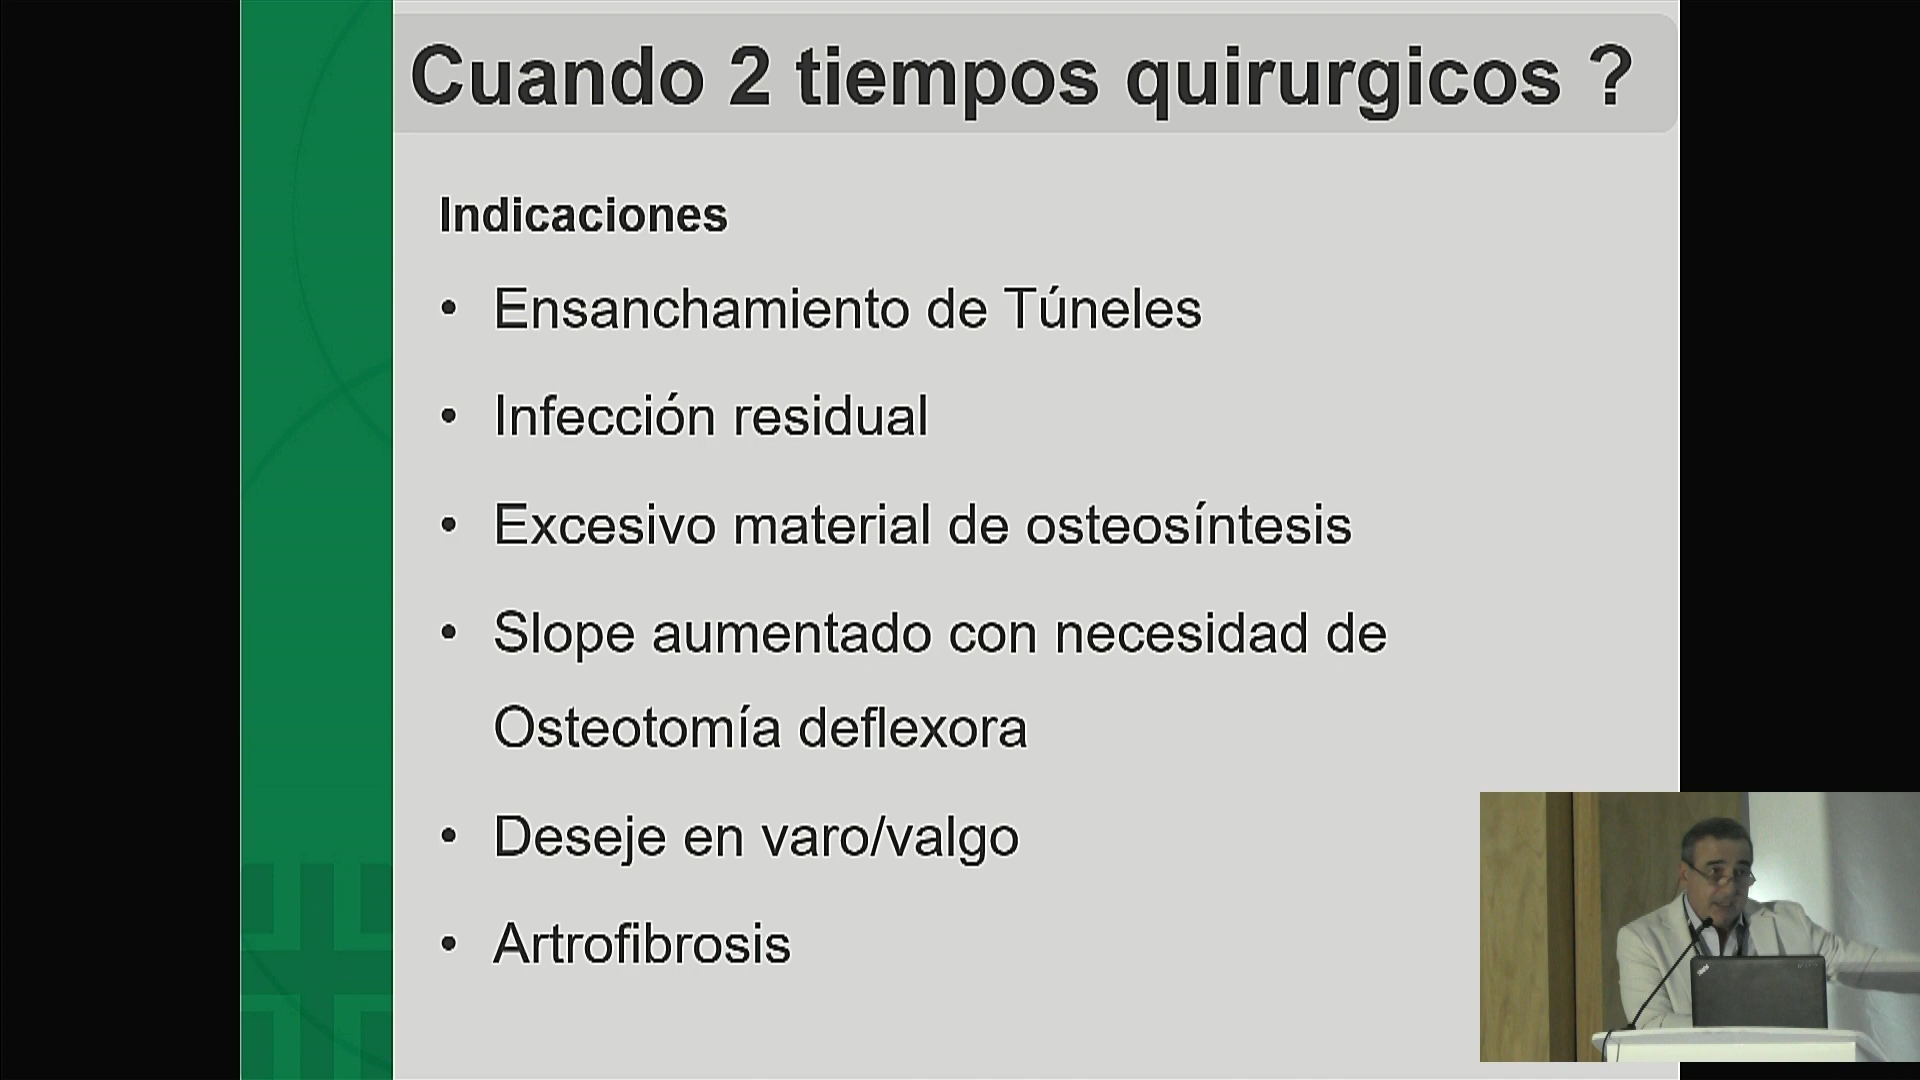 Cuando 2 tiempos quirurgicos ?
Indicaciones
• Ensanchamiento de Túneles
• Infección residual
• Excesivo material de osteosíntesis
• Slope aumentado con necesidad de
Osteotomía deflexora
• Deseje en varo/valgo
• Artrofibrosis